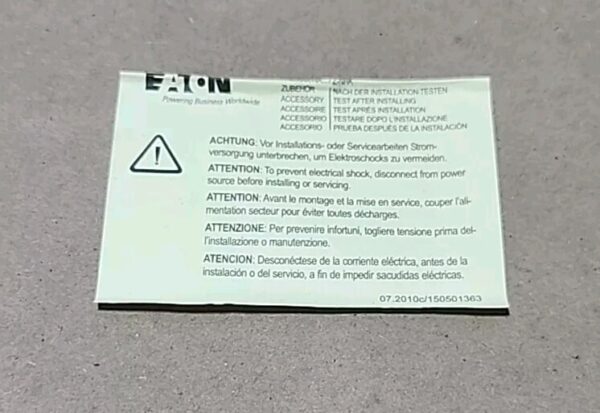 EATON
Powering Business Worldwide
ZUBEHÖR NACH DER INSTALLATION TESTEN
ACCESSORY TEST AFTER INSTALLING
ACCESSOIRE TEST APRÈS INSTALLATION
ACCESSORIO TESTARE DOPO L'INSTALLAZIONE
ACCESORIO PRUEBA DESPUÉS DE LA INSTALACIÓN
ACHTUNG: Vor Installations- oder Servicearbeiten Strom-
versorgung unterbrechen, um Elektroschocks zu vermeiden.
ATTENTION: To prevent electrical shock, disconnect from power
source before installing or servicing.
ATTENTION: Avant le montage et la mise en service, couper l'ali-
mentation secteur pour éviter toutes décharges.
ATTENZIONE: Per prevenire infortuni, togliere tensione prima del-
l'installazione o manutenzione.
ATENCION: Desconéctese de la corriente eléctrica, antes de la
instalación o del servicio, a fin de impedir sacudidas eléctricas.
07.2010c/150501363